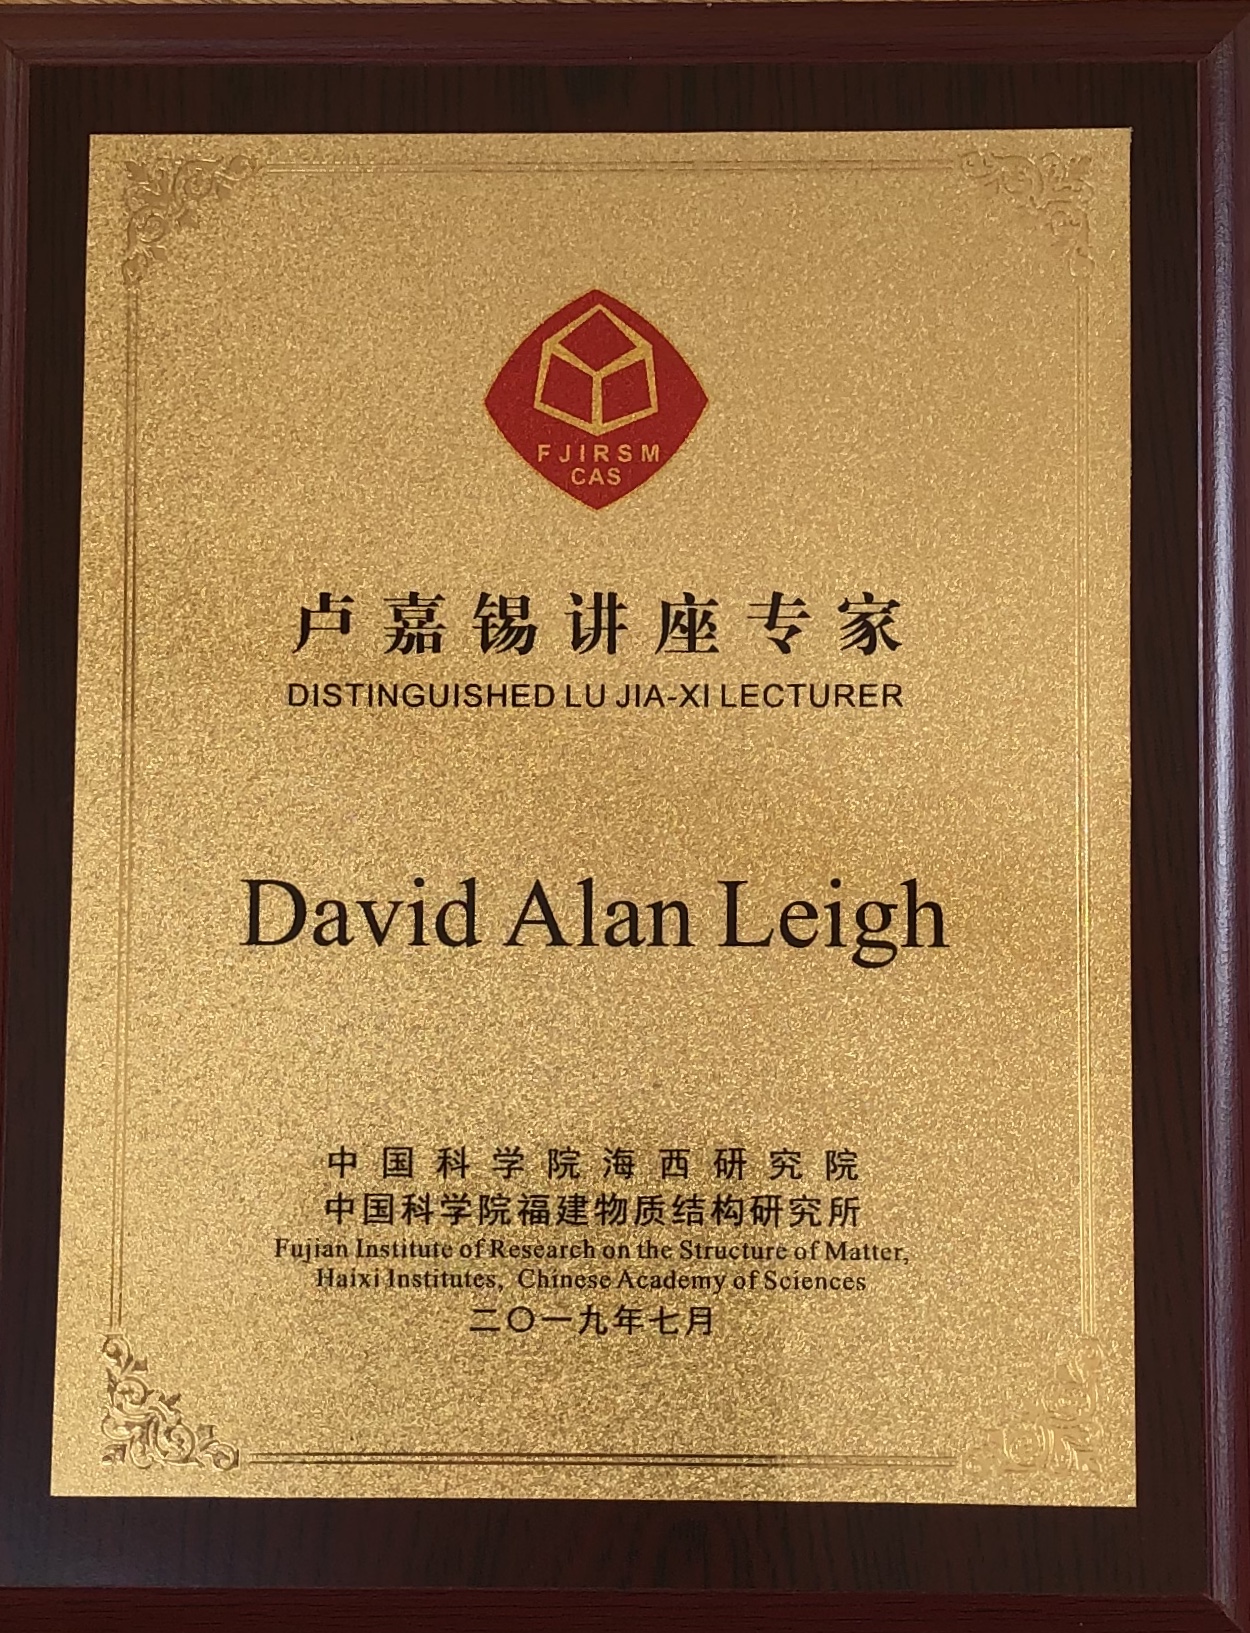 FJIRSM
CAS
卢嘉锡讲座专家
DISTINGUISHED LU JIA-XI LECTURER
David Alan Leigh
中国科学院海西研究院
中国科学院福建物质结构研究所
Fujian Institute of Research on the Structure of Matter,
Haixi Institutes, Chinese Academy of Sciences
二〇一九年七月